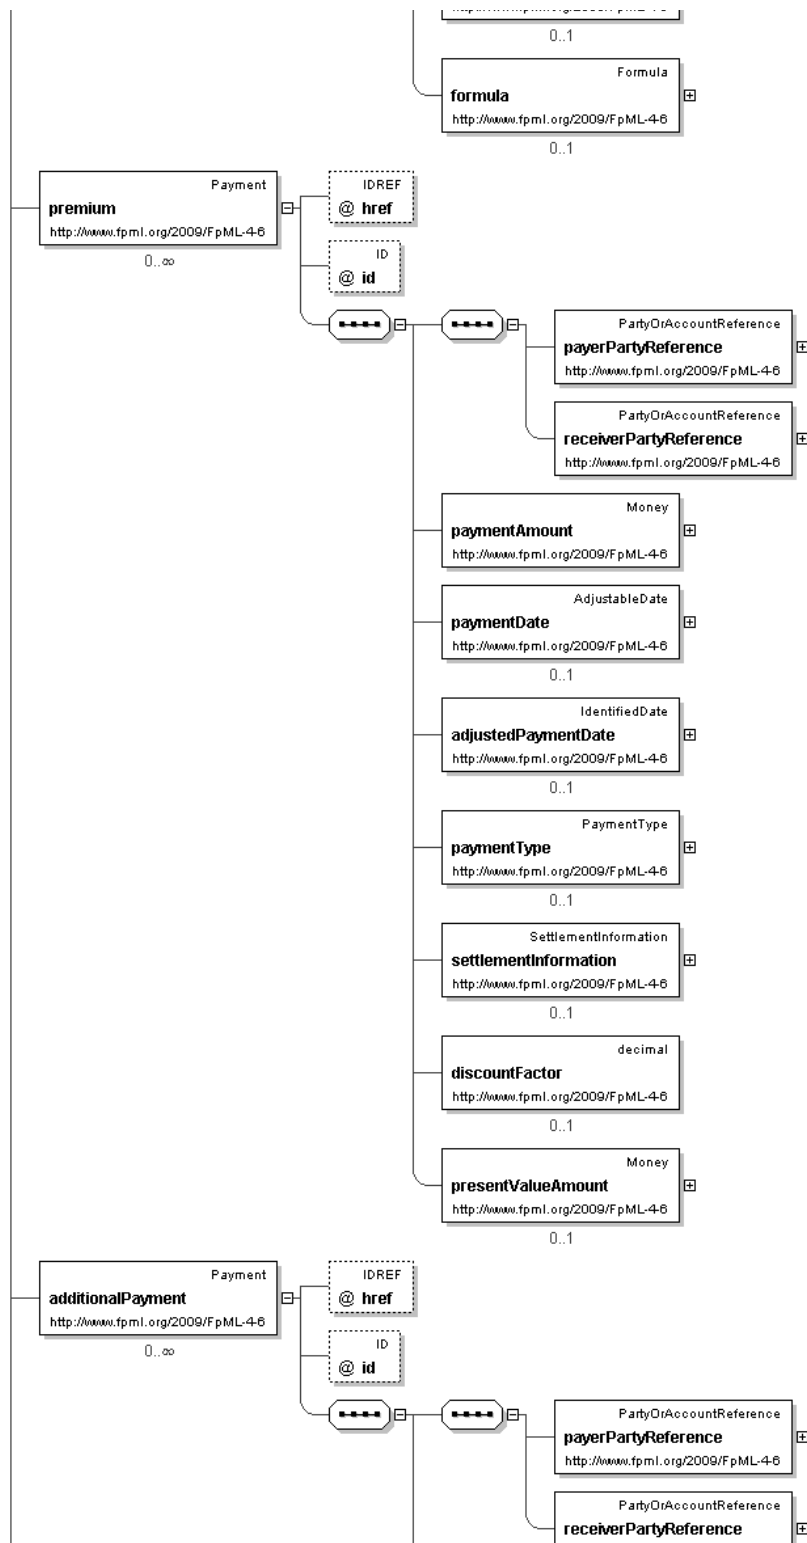 0..1
Formula
formula
http://www.fpml.org/2009/FpML-4-6
0..1
Payment
premium
http://www.fpml.org/2009/FpML-4-6
0..∞
IDREF
@ href
ID
@ id
PartyOrAccountReference
payerPartyReference
http://www.fpml.org/2009/FpML-4-6
PartyOrAccountReference
receiverPartyReference
http://www.fpml.org/2009/FpML-4-6
Money
paymentAmount
http://www.fpml.org/2009/FpML-4-6
AdjustableDate
paymentDate
http://www.fpml.org/2009/FpML-4-6
0..1
IdentifiedDate
adjustedPaymentDate
http://www.fpml.org/2009/FpML-4-6
0..1
PaymentType
paymentType
http://www.fpml.org/2009/FpML-4-6
0..1
SettlementInformation
settlementInformation
http://www.fpml.org/2009/FpML-4-6
0..1
decimal
discountFactor
http://www.fpml.org/2009/FpML-4-6
0..1
Money
presentValueAmount
http://www.fpml.org/2009/FpML-4-6
0..1
Payment
additionalPayment
http://www.fpml.org/2009/FpML-4-6
0..∞
IDREF
@ href
ID
@ id
PartyOrAccountReference
payerPartyReference
http://www.fpml.org/2009/FpML-4-6
PartyOrAccountReference
receiverPartyReference